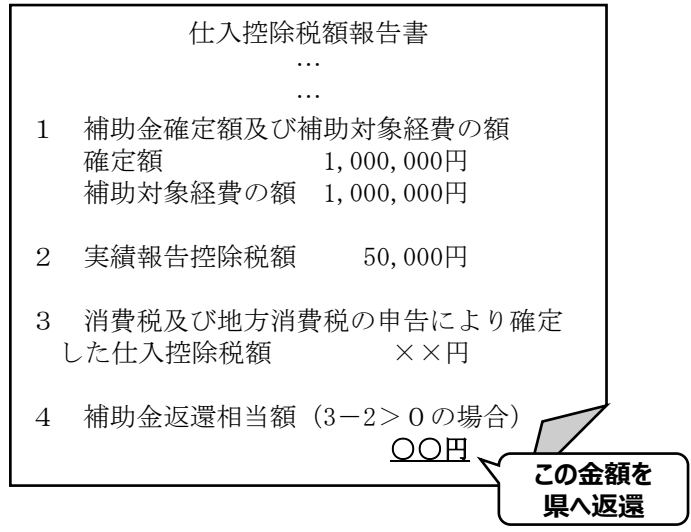 仕入控除税額報告書
…
…
１　補助金確定額及び補助対象経費の額
確定額　1,000,000円
補助対象経費の額　1,000,000円
２　実績報告控除税額　50,000円
３　消費税及び地方消費税の申告により確定
した仕入控除税額　××円
４　補助金返還相当額（3－2＞０の場合）
〇〇円
この金額を
県へ返還